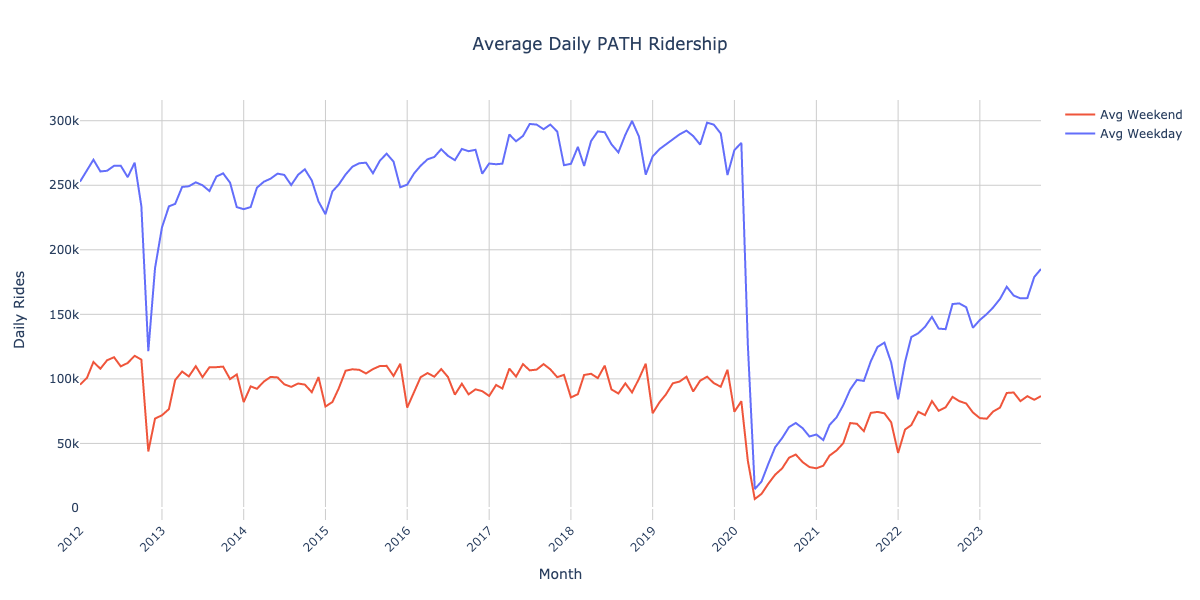 Average Daily PATH Ridership
Avg Weekend
Avg Weekday
Daily Rides
300k
250k
200k
150k
100k
50k
0
2012
2013
2014
2015
2016
2017
2018
2019
2020
2021
2022
2023
Month